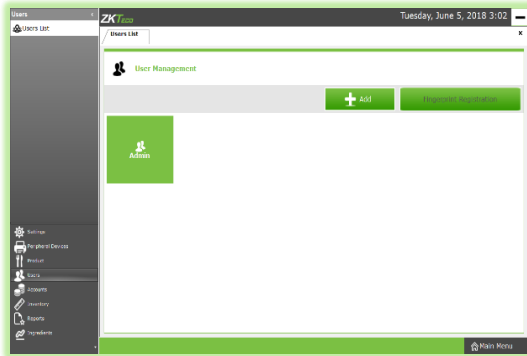 Users
Users List
Settings
Peripheral Devices
Product
Users
Accounts
Inventory
Reports
Ingredients
ZKTeco
Tuesday, June 5, 2018 3:02
Users List
x
User Management
Add
Fingerprint Registration
Admin
Main Menu